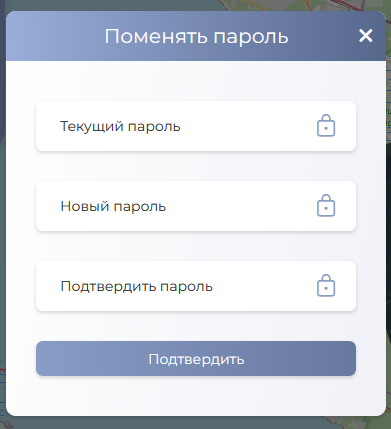 Поменять пароль
Текущий пароль
Новый пароль
Подтвердить пароль
Подтвердить